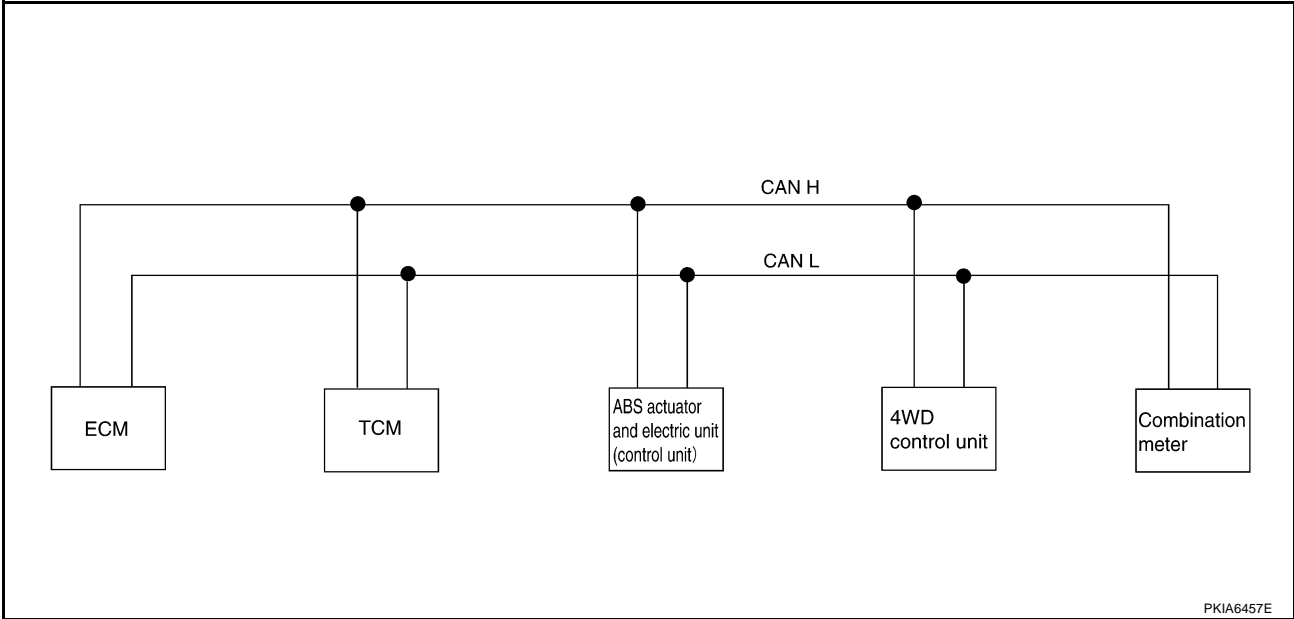 CAN H
CAN L
ECM
TCM
ABS actuator
and electric unit
(control unit)
4WD
control unit
Combination
meter
PKIA6457E